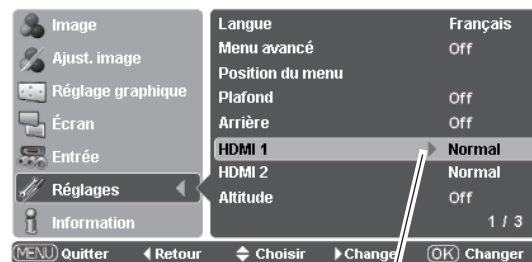 Image
Ajust. image
Réglage graphique
Écran
Entrée
Réglages
Information
Langue Français
Menu avancé Off
Position du menu
Plafond Off
Arrière Off
HDMI 1 Normal
HDMI 2 Normal
Altitude Off
1 / 3
MENU Quitter Retour Choisir Changer OK Changer